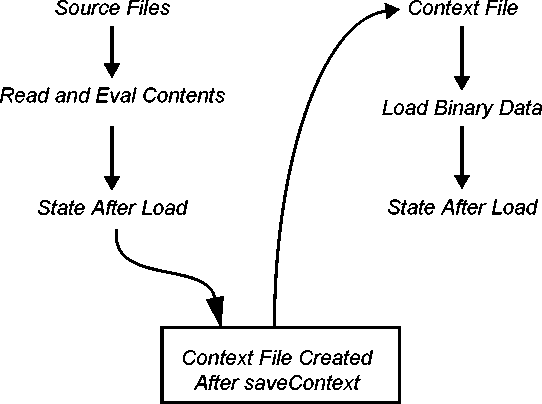 Source Files
Read and Eval Contents
State After Load
Context File Created
After saveContext
Context File
Load Binary Data
State After Load